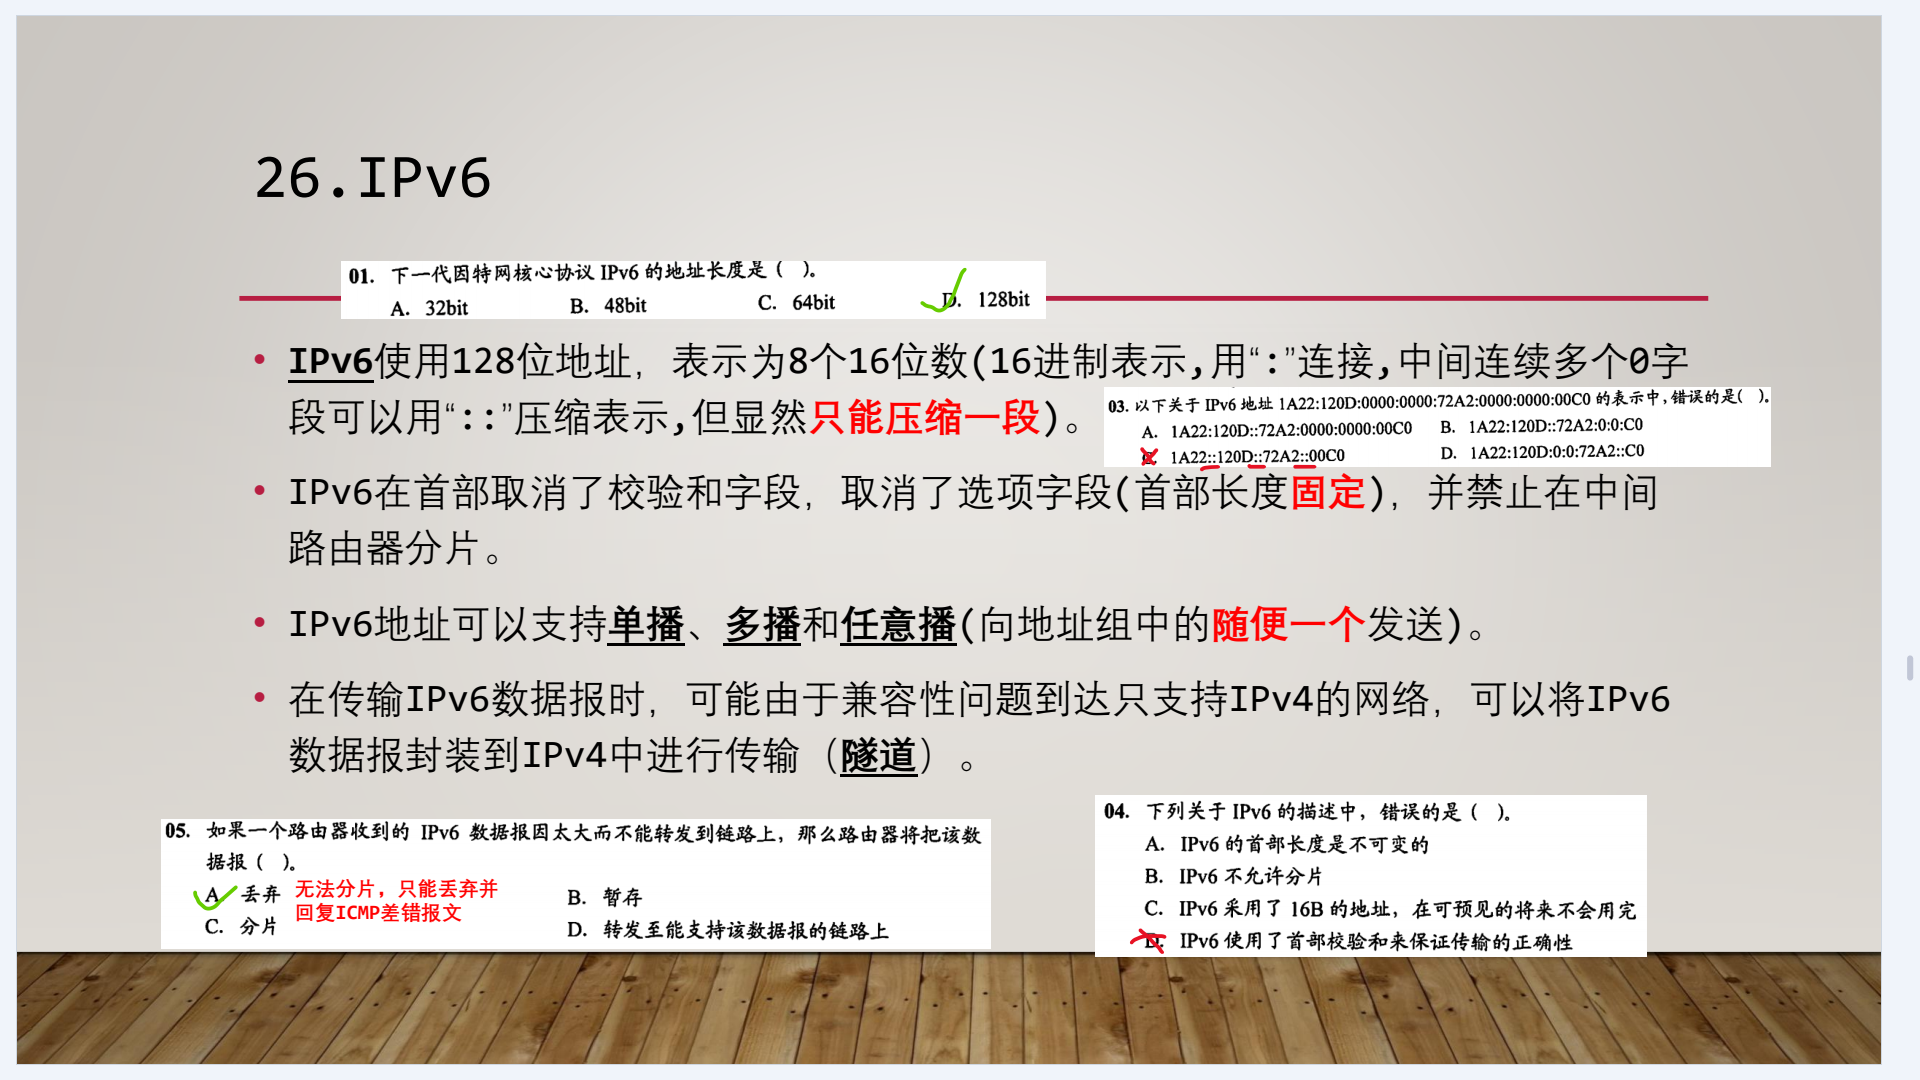 26.IPv6
01. 下一代因特网核心协议 IPv6 的地址长度是（ ）。
A. 32bit B. 48bit C. 64bit D. 128bit
IPv6使用128位地址，表示为8个16位数(16进制表示,用“:”连接,中间连续多个0字
段可以用“::”压缩表示,但显然只能压缩一段)。
03. 以下关于 IPv6 地址 1A22:120D:0000:0000:72A2:0000:0000:00C0 的表示中,错误的是( )。
A. 1A22:120D::72A2:0000:0000:00C0 B. 1A22:120D::72A2:0:0:C0
C. 1A22::120D::72A2::00C0 D. 1A22:120D:0:0:72A2::C0
IPv6在首部取消了校验和字段，取消了选项字段(首部长度固定)，并禁止在中间
路由器分片。
IPv6地址可以支持单播、多播和任意播(向地址组中的随便一个发送)。
在传输IPv6数据报时，可能由于兼容性问题到达只支持IPv4的网络，可以将IPv6
数据报封装到IPv4中进行传输（隧道）。
05. 如果一个路由器收到的 IPv6 数据报因太大而不能转发到链路上，那么路由器将把该数
据报（ ）。
A. 丢弃 B. 暂存
无法分片，只能丢弃并
回复ICMP差错报文
C. 分片 D. 转发至能支持该数据报的链路上
04. 下列关于 IPv6 的描述中，错误的是（ ）。
A. IPv6 的首部长度是不可变的
B. IPv6 不允许分片
C. IPv6 采用了 16B 的地址，在可预见的将来不会用完
D. IPv6 使用了首部校验和来保证传输的正确性